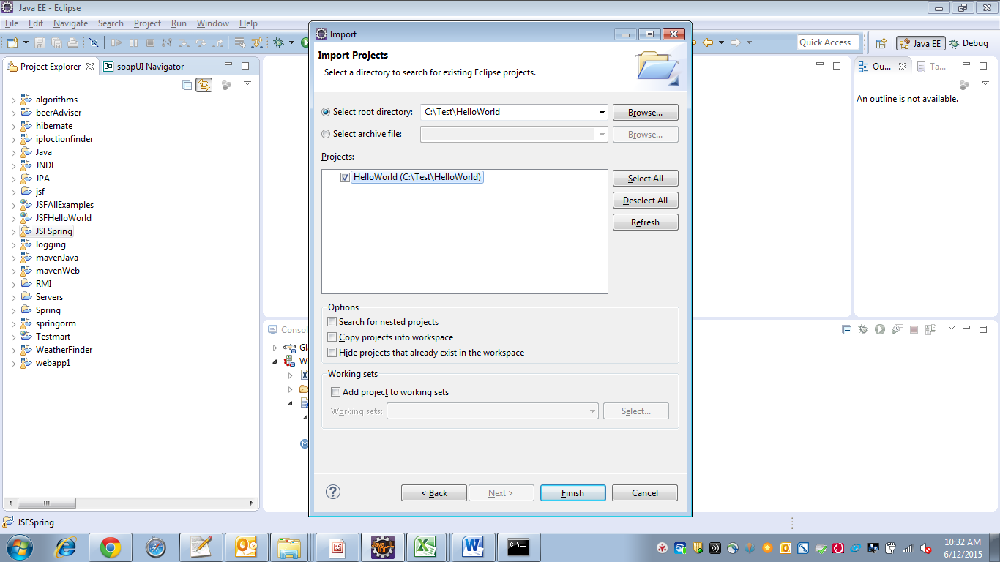 Java EE - Eclipse
File Edit Navigate Search Project Run Window Help
Quick Access
Java EE
Debug
Project Explorer
soapUI Navigator
algorithms
beerAdviser
hibernate
iploctionfinder
Java
JNDI
JPA
jsf
JSFAllExamples
JSFHelloWorld
JSFSpring
logging
mavenJava
mavenWeb
RMI
Servers
Spring
springorm
Testmart
WeatherFinder
webapp1
Import
Import Projects
Select a directory to search for existing Eclipse projects.
Select root directory: C:\Test\HelloWorld Browse...
Select archive file: Browse...
Projects:
HelloWorld (C:\Test\HelloWorld)
Select All
Deselect All
Refresh
Options
Search for nested projects
Copy projects into workspace
Hide projects that already exist in the workspace
Working sets
Add project to working sets
Working sets: Select...
< Back Next > Finish Cancel
Ou... Ta...
An outline is not available.
Consol
Gl
W
JSFSpring
Java EE
IDE
C:\_
10:32 AM
6/12/2015